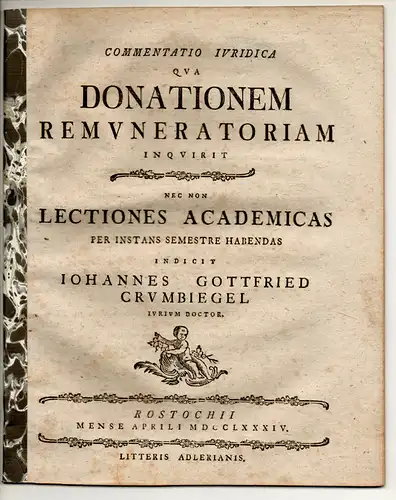 COMMENTATIO IVRIDICA
QVA
DONATIONEM
REMVNERATORIAM
INQVIRIT
NEC NON
LECTIONES ACADEMICAS
PER INSTANS SEMESTRE HABENDAS
INDICIT
IOHANNES GOTTFRIED
CRVMBIEGEL
IVRIVM DOCTOR.
ROSTOCHII
MENSE APRILI MDCCLXXXIV.
LITTERIS ADLERIANIS.